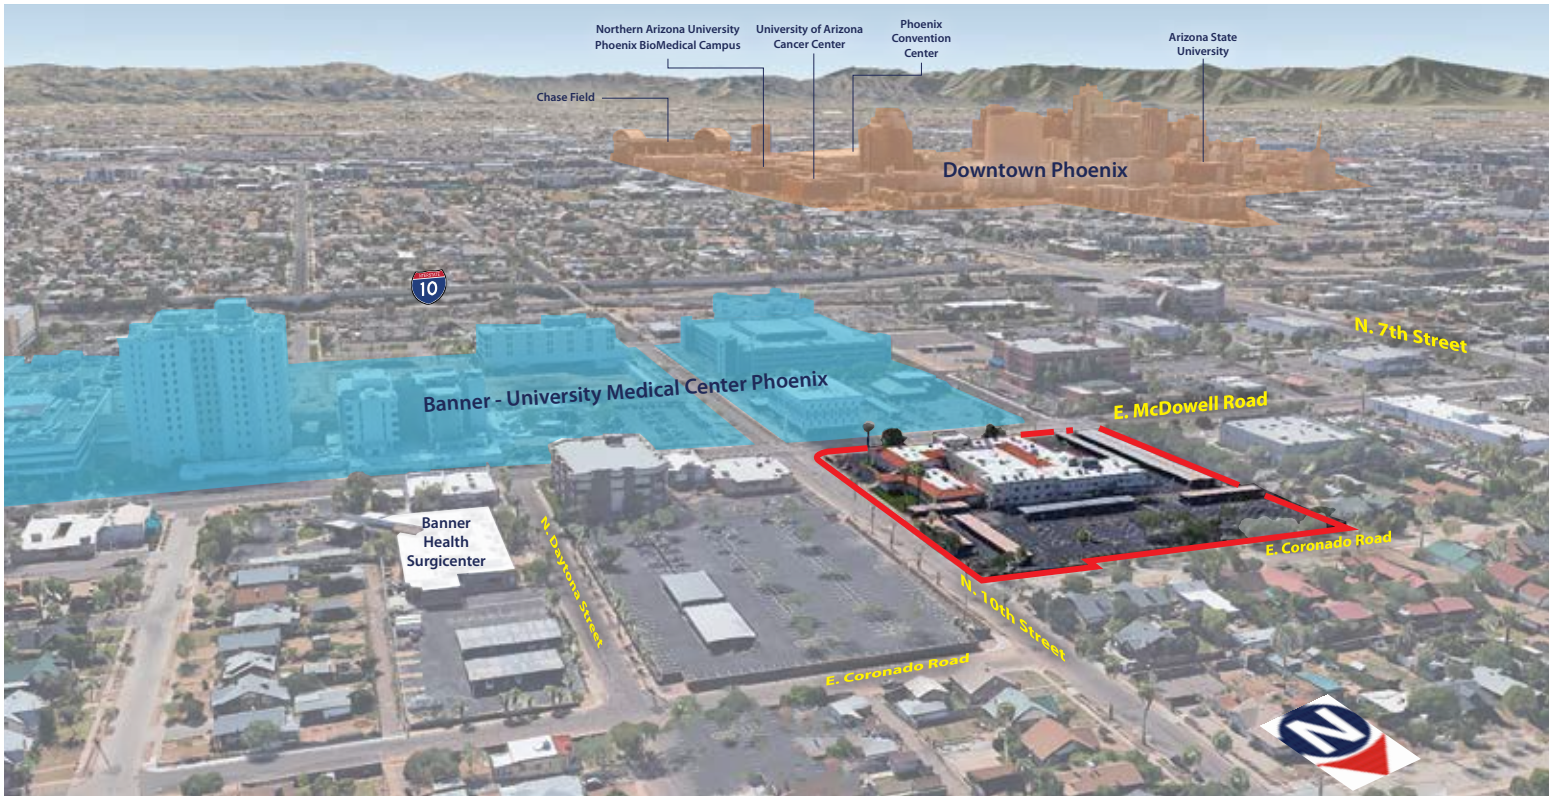 Northern Arizona University
Phoenix BioMedical Campus
University of Arizona
Cancer Center
Phoenix
Convention
Center
Arizona State
University
Chase Field
Downtown Phoenix
INTERSTATE
10
N. 7th Street
Banner - University Medical Center Phoenix
E. McDowell Road
Banner
Health
Surgicenter
N. Daytona Street
E. Coronado Road
N. 10th Street
E. Coronado Road
N